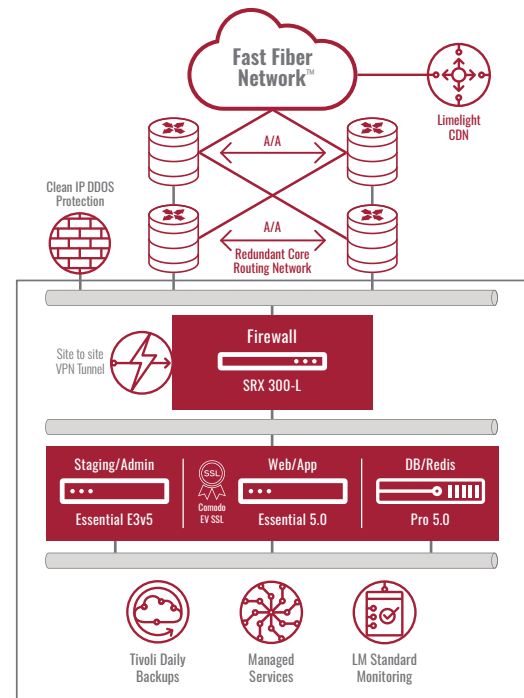 Fast Fiber
Network™
Limelight
CDN
A/A
Clean IP DDOS
Protection
A/A
Redundant Core
Routing Network
Firewall
SRX 300-L
Site to site
VPN Tunnel
Staging/Admin
Essential E3v5
SSL
Comodo
EV SSL
Web/App
Essential 5.0
DB/Redis
Pro 5.0
Tivoli Daily
Backups
Managed
Services
LM Standard
Monitoring